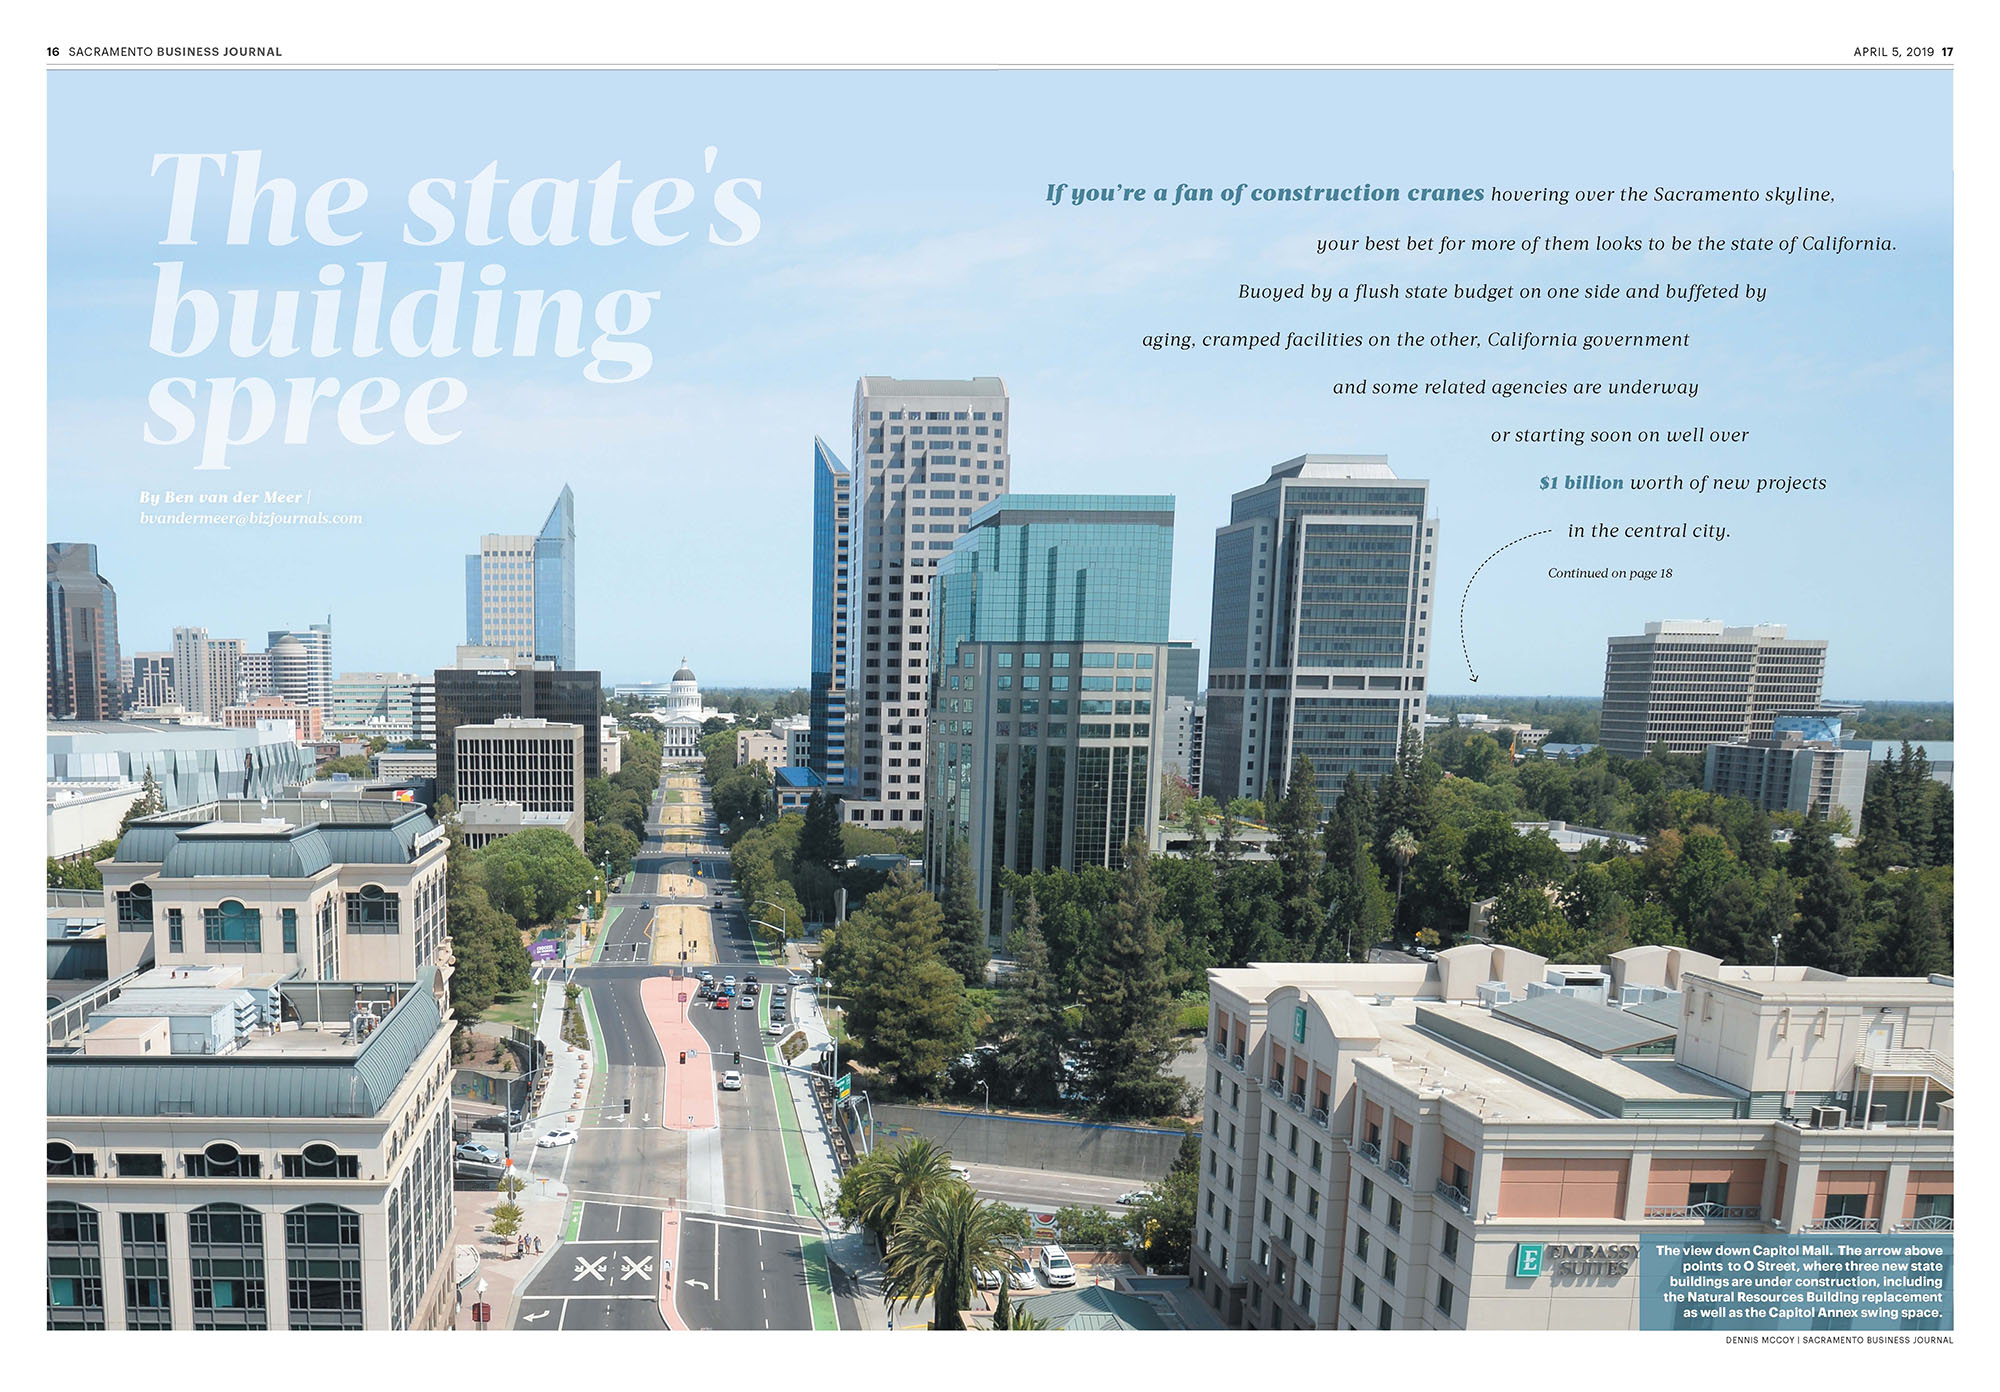 16 SACRAMENTO BUSINESS JOURNAL
APRIL 5, 2019 17
The state's
building
spree
By Ben van der Meer |
bvandermeer@bizjournals.com
If you’re a fan of construction cranes hovering over the Sacramento skyline,
your best bet for more of them looks to be the state of California.
Buoyed by a flush state budget on one side and buffeted by
aging, cramped facilities on the other, California government
and some related agencies are underway
or starting soon on well over
$1 billion worth of new projects
in the central city.
Continued on page 18
Bank of America
E EMBASSY
SUITES
The view down Capitol Mall. The arrow above
points to O Street, where three new state
buildings are under construction, including
the Natural Resources Building replacement
as well as the Capitol Annex swing space.
DENNIS MCCOY | SACRAMENTO BUSINESS JOURNAL